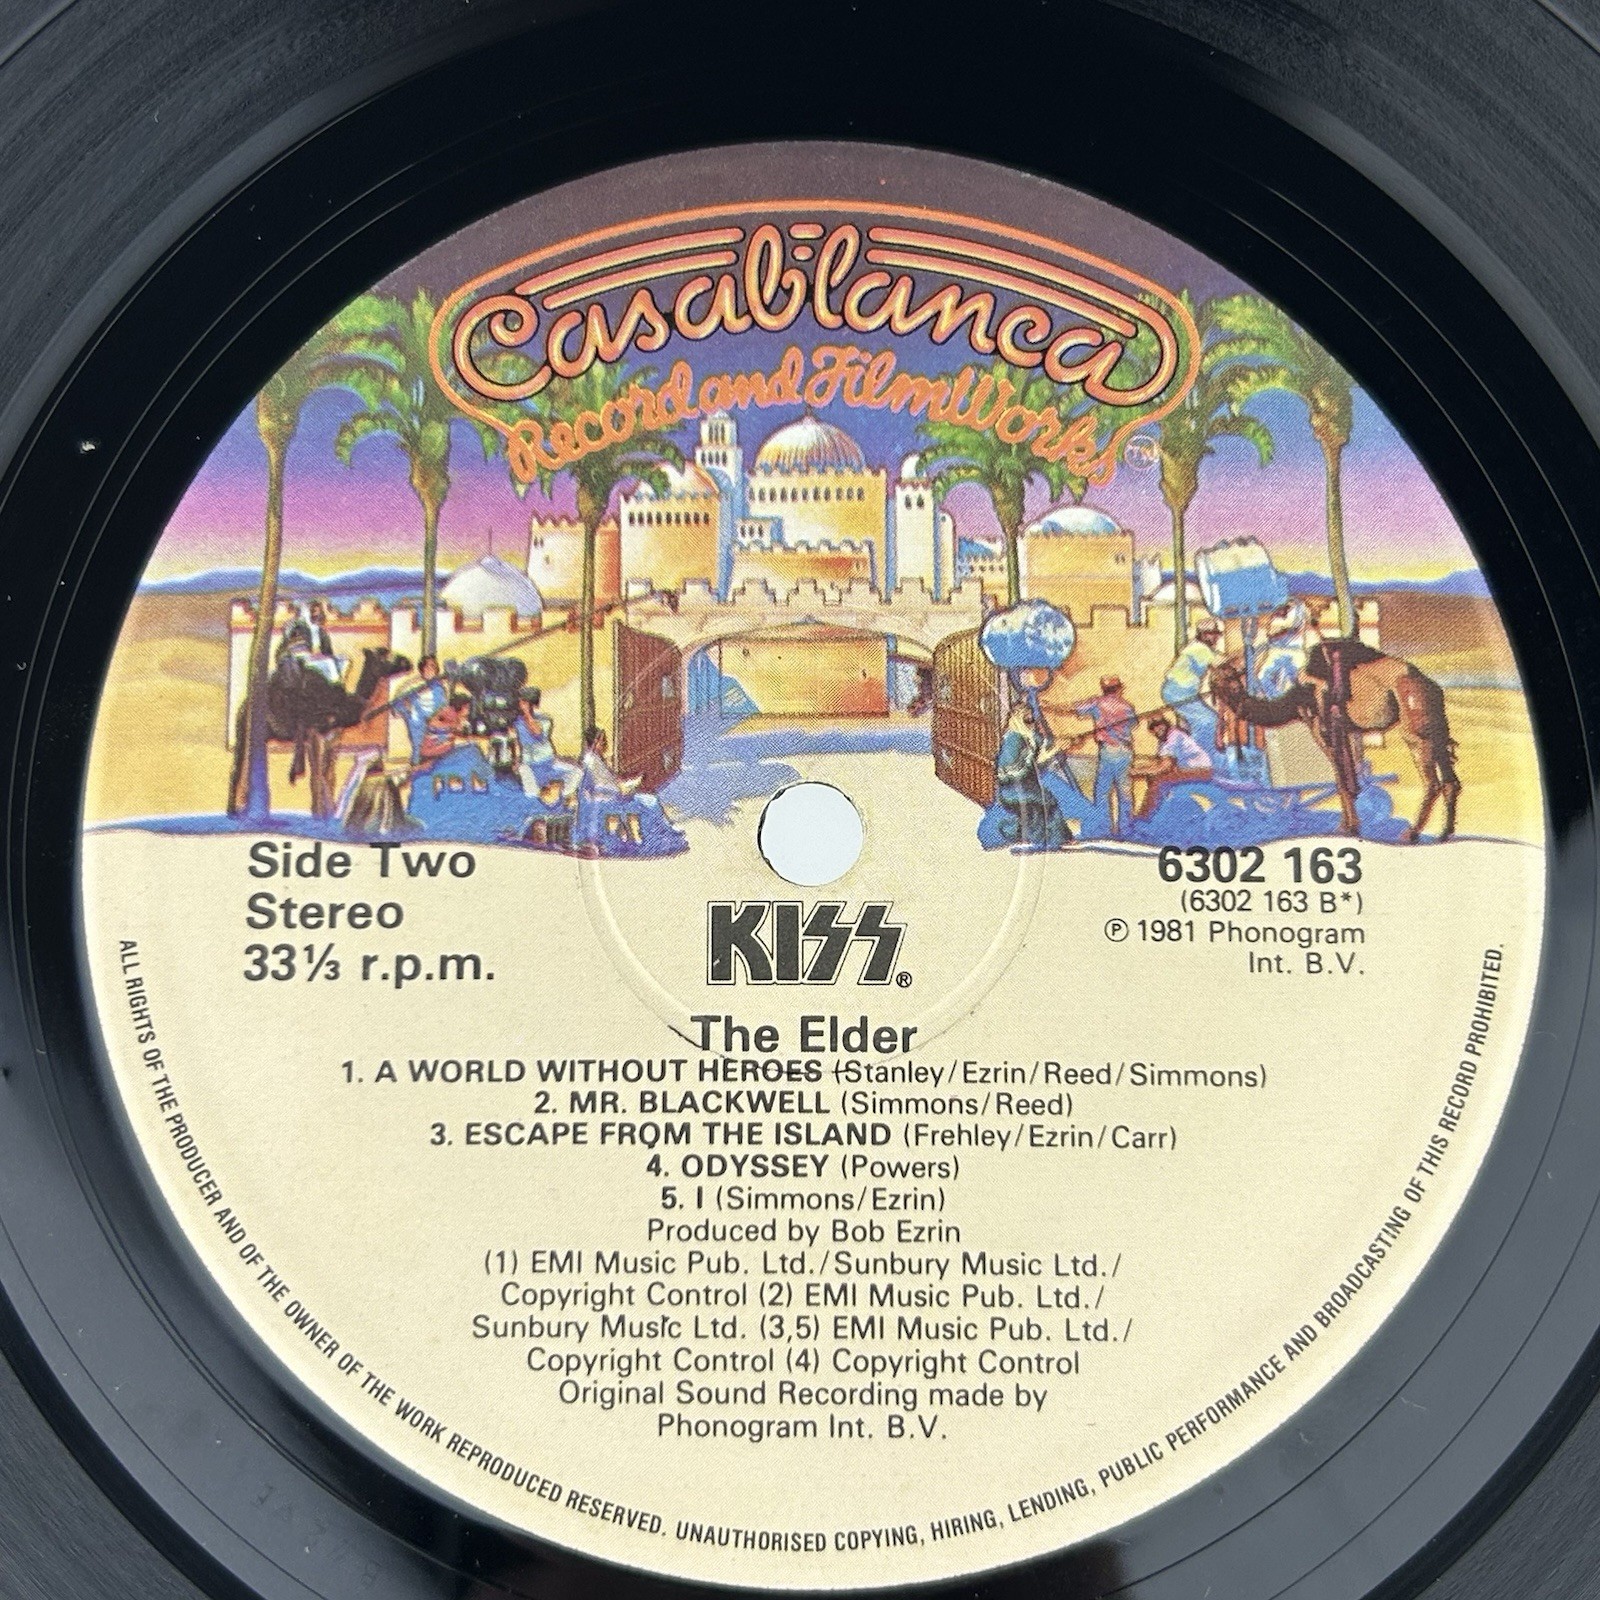 Casablanca
Record and FilmWorks
TM
Side Two
Stereo
33⅓ r.p.m.
6302 163
(6302 163 B*)
℗ 1981 Phonogram
Int. B.V.
KISS®
The Elder
1. A WORLD WITHOUT HEROES (Stanley/Ezrin/Reed/Simmons)
2. MR. BLACKWELL (Simmons/Reed)
3. ESCAPE FROM THE ISLAND (Frehley/Ezrin/Carr)
4. ODYSSEY (Powers)
5. I (Simmons/Ezrin)
Produced by Bob Ezrin
(1) EMI Music Pub. Ltd./Sunbury Music Ltd./
Copyright Control (2) EMI Music Pub. Ltd./
Sunbury Music Ltd. (3,5) EMI Music Pub. Ltd./
Copyright Control (4) Copyright Control
Original Sound Recording made by
Phonogram Int. B.V.
ALL RIGHTS OF THE PRODUCER AND OF THE OWNER OF THE WORK REPRODUCED RESERVED. UNAUTHORISED COPYING, HIRING, LENDING, PUBLIC PERFORMANCE AND BROADCASTING OF THIS RECORD PROHIBITED.